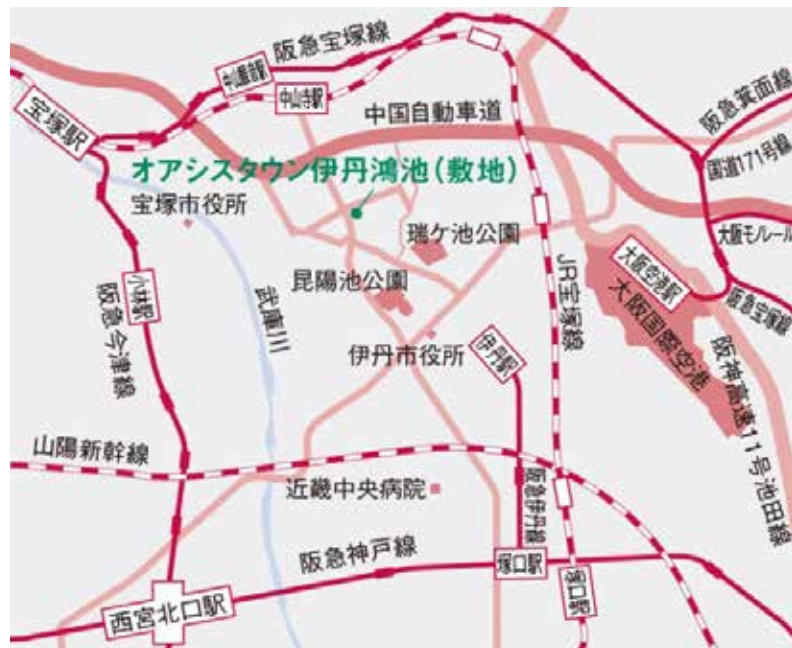 阪急宝塚線
中山観音駅
中山寺駅
宝塚駅
中国自動車道
阪急箕面線
国道171号線
オアシスタウン伊丹鴻池（敷地）
宝塚市役所
瑞ケ池公園
大阪モノレール
大阪空港駅
小林駅
阪急今津線
武庫川
昆陽池公園
JR宝塚線
大阪国際空港
阪急宝塚線
伊丹市役所
伊丹駅
阪神高速11号池田線
山陽新幹線
近畿中央病院
阪急伊丹線
阪急神戸線
塚口駅
塚口駅
西宮北口駅